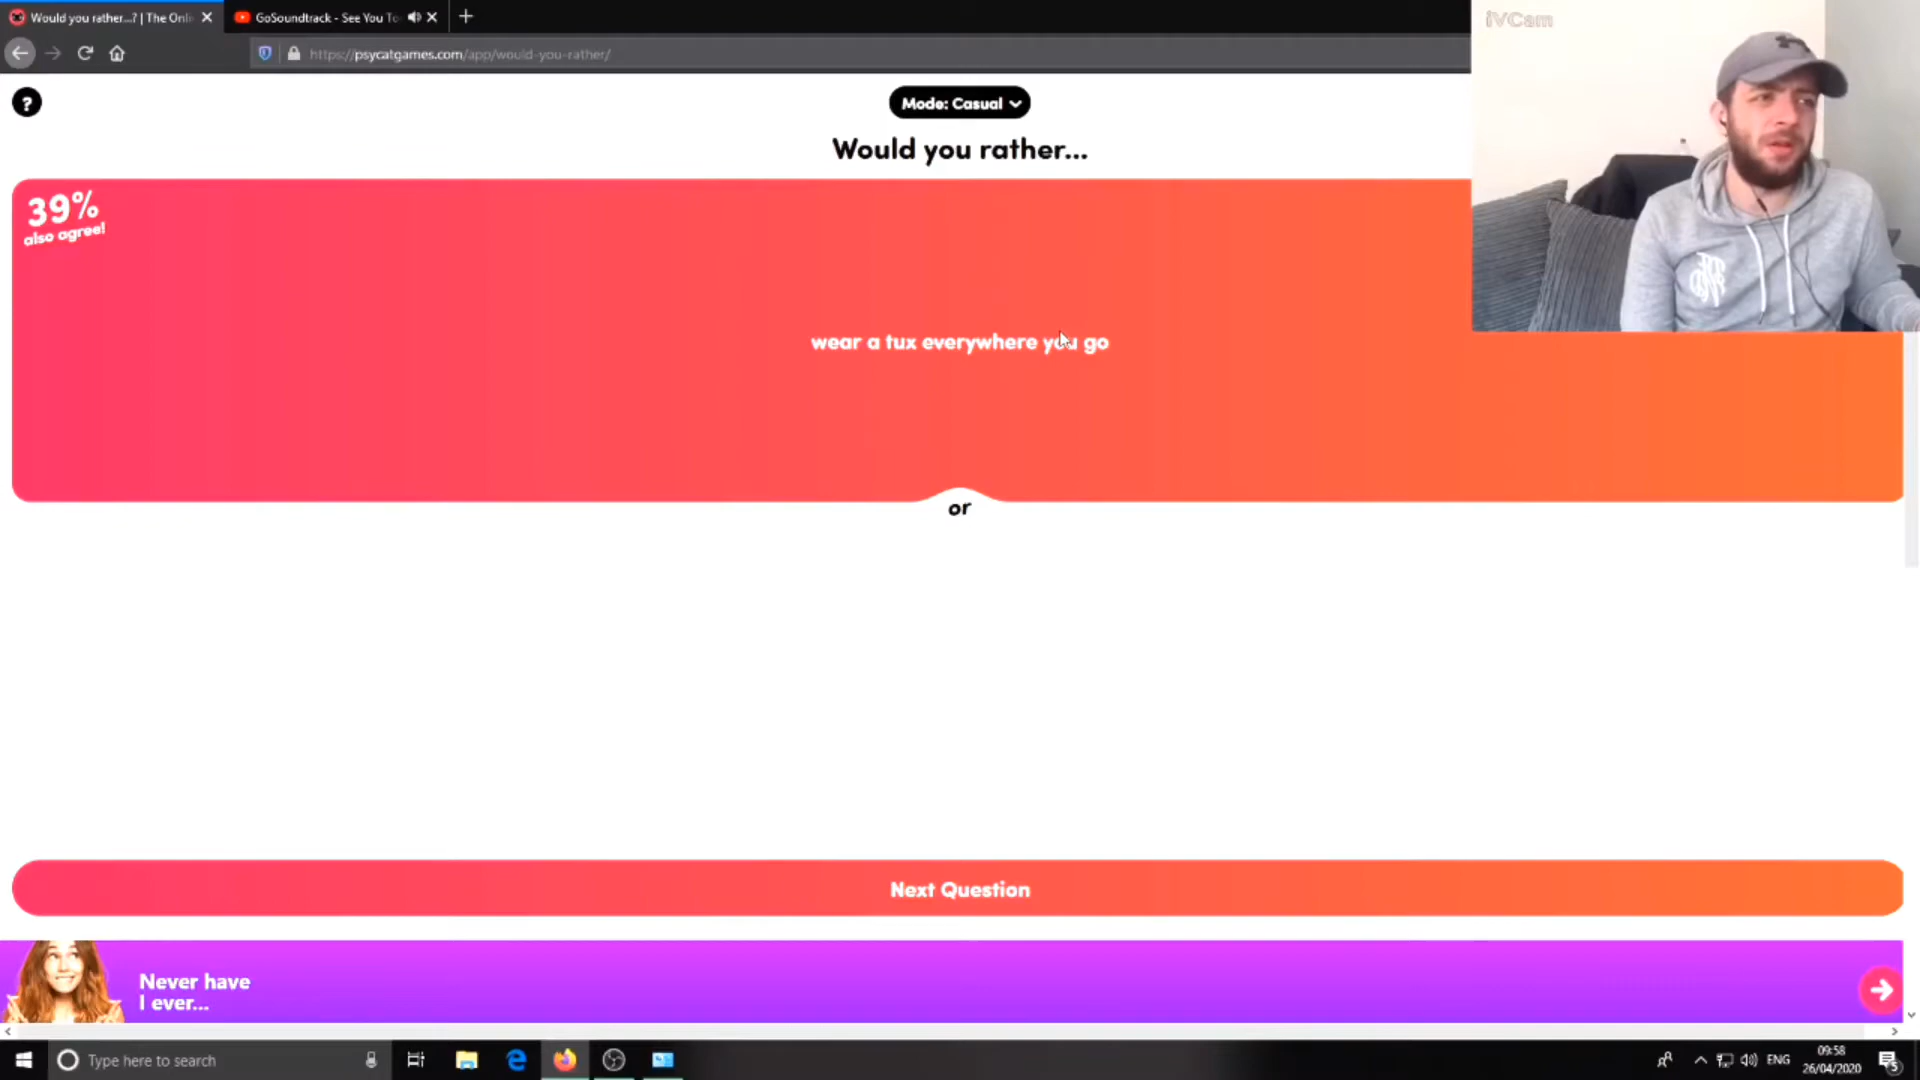 Would you rather...? | The Onli
GoSoundtrack - See You To
https://psycatgames.com/app/would-you-rather/
iVCam
?
Mode: Casual
Would you rather...
39%
also agree!
wear a tux everywhere you go
or
Next Question
Never have
I ever...
Type here to search
ENG
09:58
26/04/2020
5